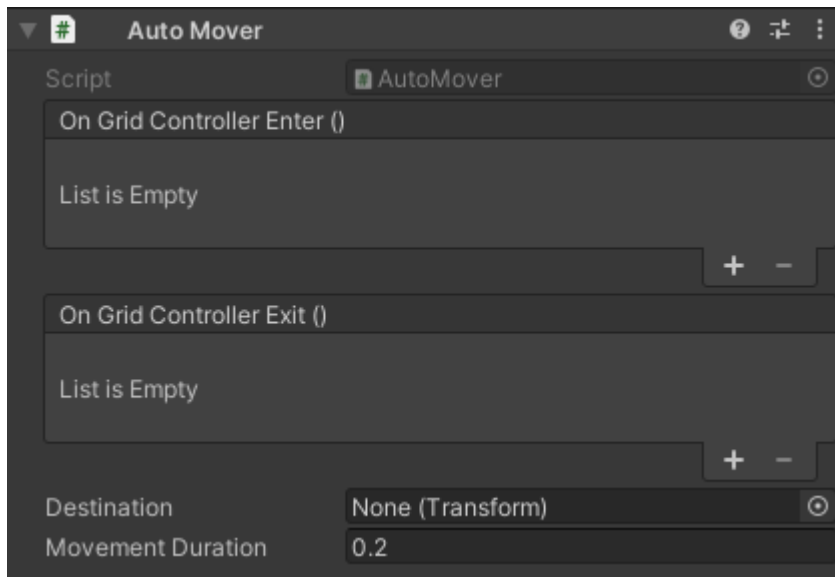 Auto Mover
Script # AutoMover
On Grid Controller Enter ()
List is Empty
+ −
On Grid Controller Exit ()
List is Empty
+ −
Destination None (Transform)
Movement Duration 0.2